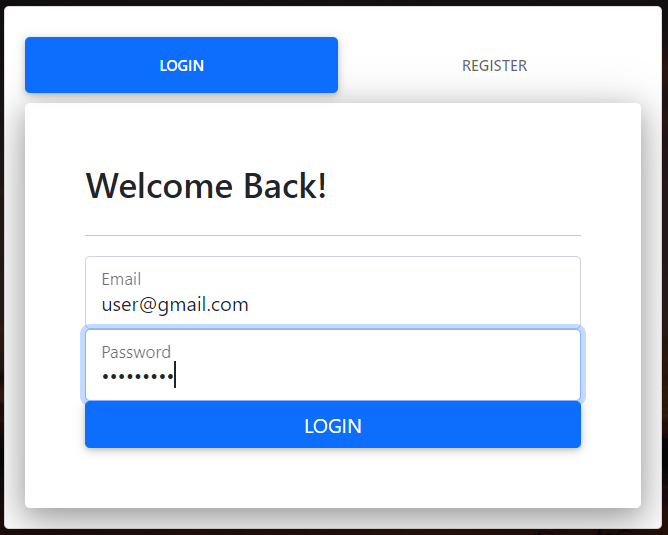 LOGIN
REGISTER
Welcome Back!
Email
user@gmail.com
Password
•••••••••
LOGIN